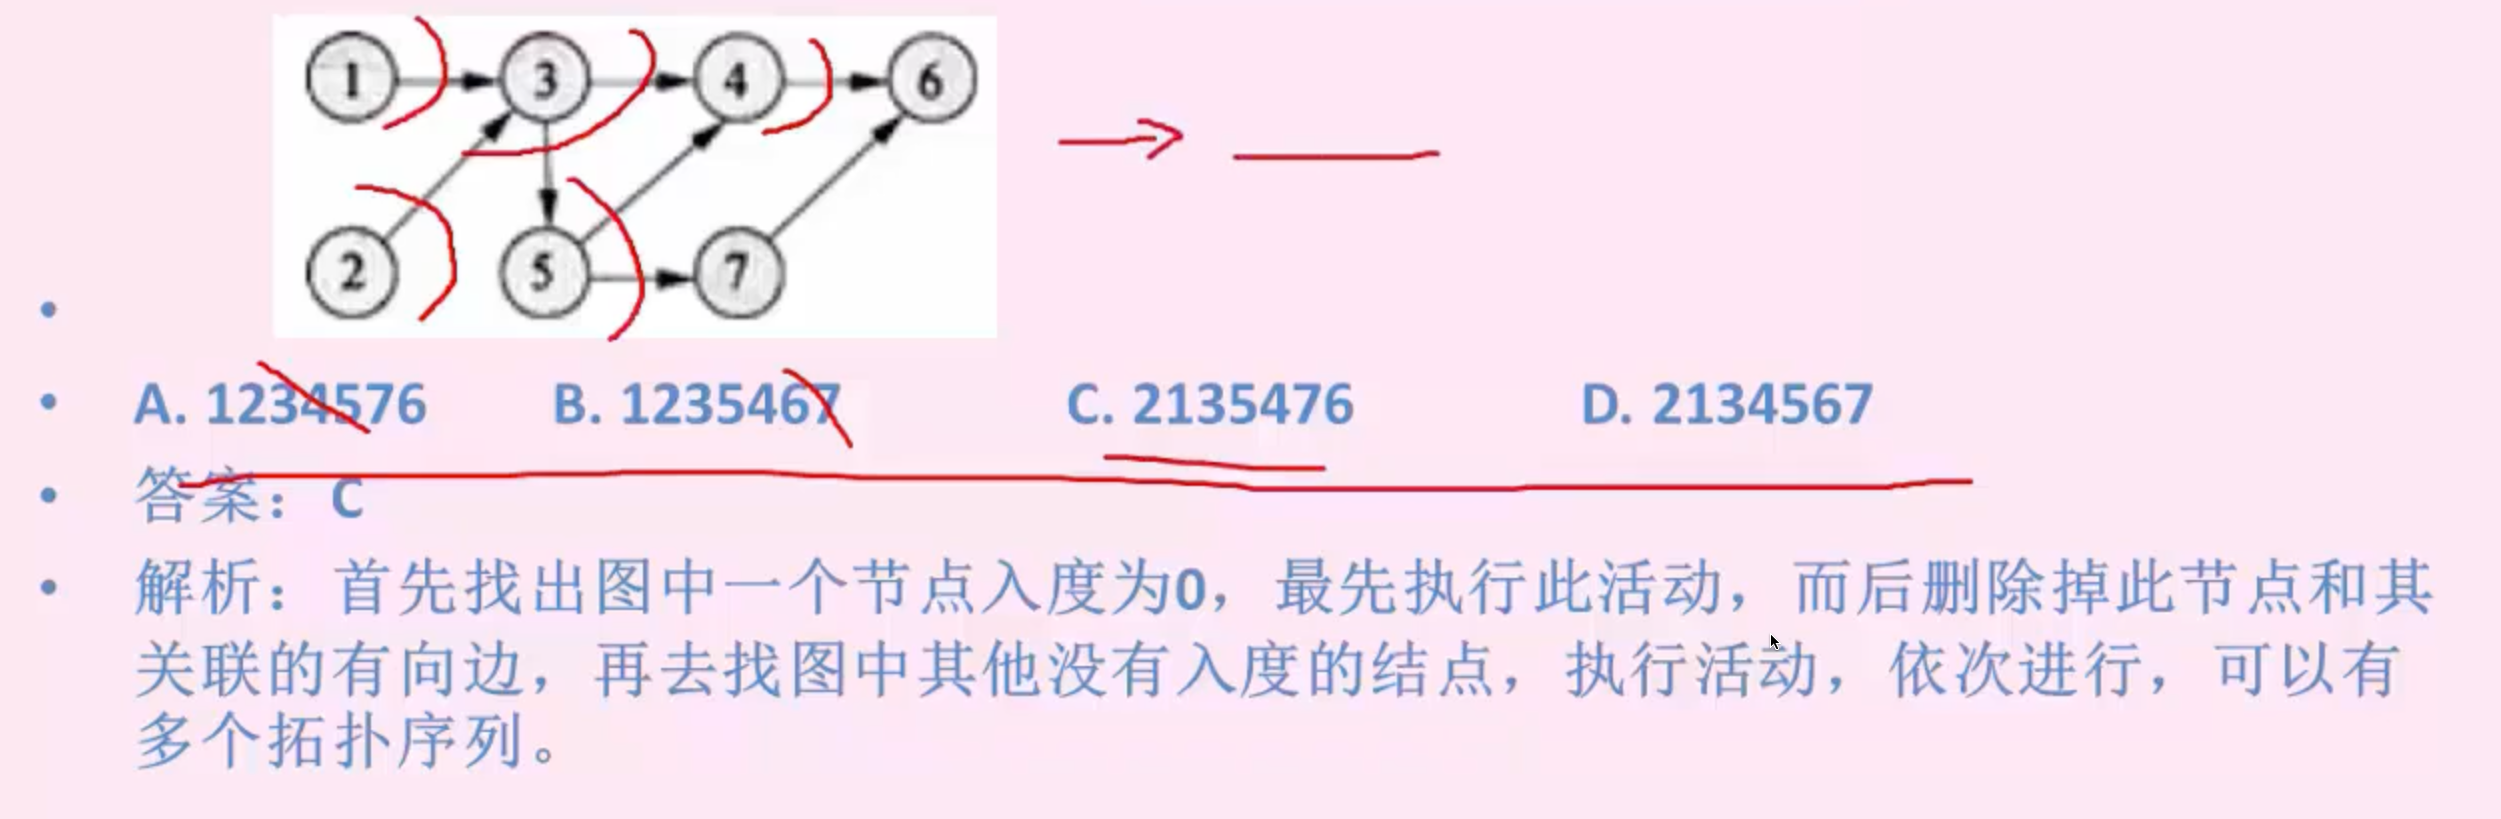 1 3 4 6
2 5 7
A. 1234576 B. 1235467 C. 2135476 D. 2134567
答案： C
解析： 首先找出图中一个节点入度为0，最先执行此活动，而后删除掉此节点和其
关联的有向边，再去找图中其他没有入度的结点，执行活动，依次进行，可以有
多个拓扑序列。